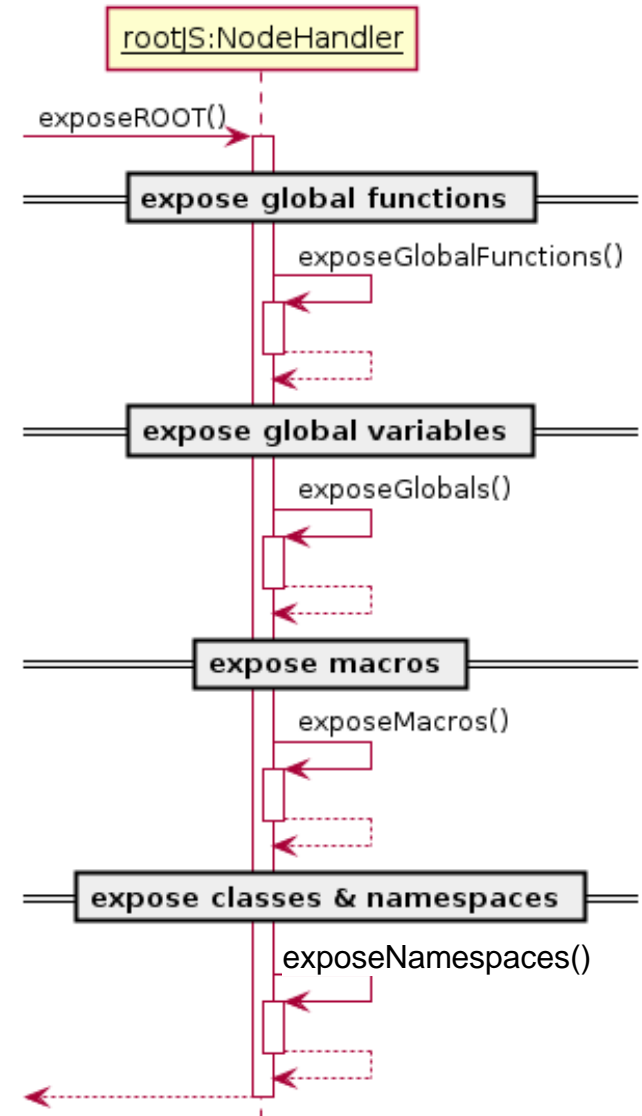 rootJS:NodeHandler
exposeROOT()
expose global functions
exposeGlobalFunctions()
expose global variables
exposeGlobals()
expose macros
exposeMacros()
expose classes & namespaces
exposeNamespaces()